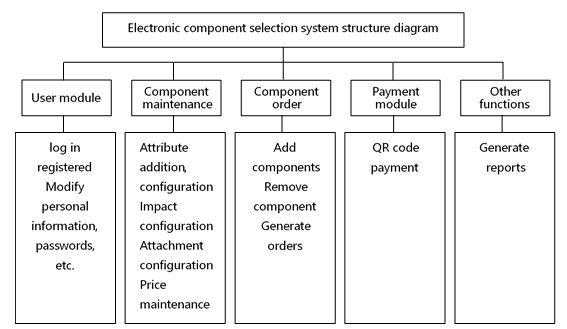 Electronic component selection system structure diagram
User module
Component
maintenance
Component
order
Payment
module
Other
functions
log in
registered
Modify
personal
information,
passwords,
etc.
Attribute
addition,
configuration
Impact
configuration
Attachment
configuration
Price
maintenance
Add
components
Remove
component
Generate
orders
QR code
payment
Generate
reports